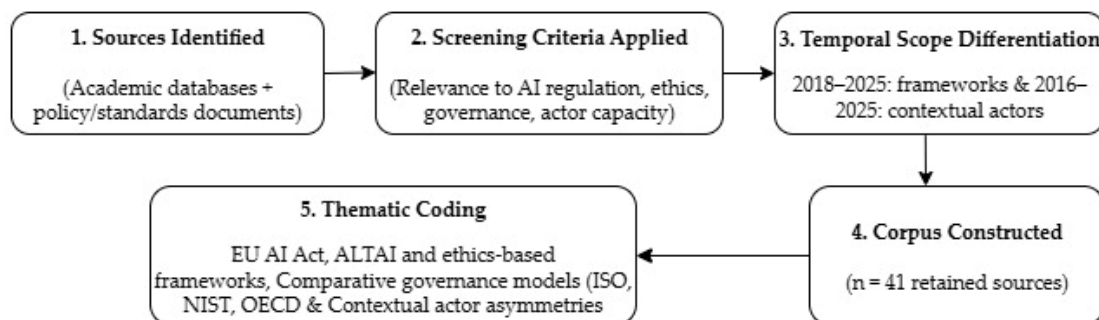 1. Sources Identified
(Academic databases +
policy/standards documents)
2. Screening Criteria Applied
(Relevance to AI regulation, ethics,
governance, actor capacity)
3. Temporal Scope Differentiation
2018–2025: frameworks & 2016–
2025: contextual actors
4. Corpus Constructed
(n = 41 retained sources)
5. Thematic Coding
EU AI Act, ALTAI and ethics-based
frameworks, Comparative governance models (ISO,
NIST, OECD & Contextual actor asymmetries